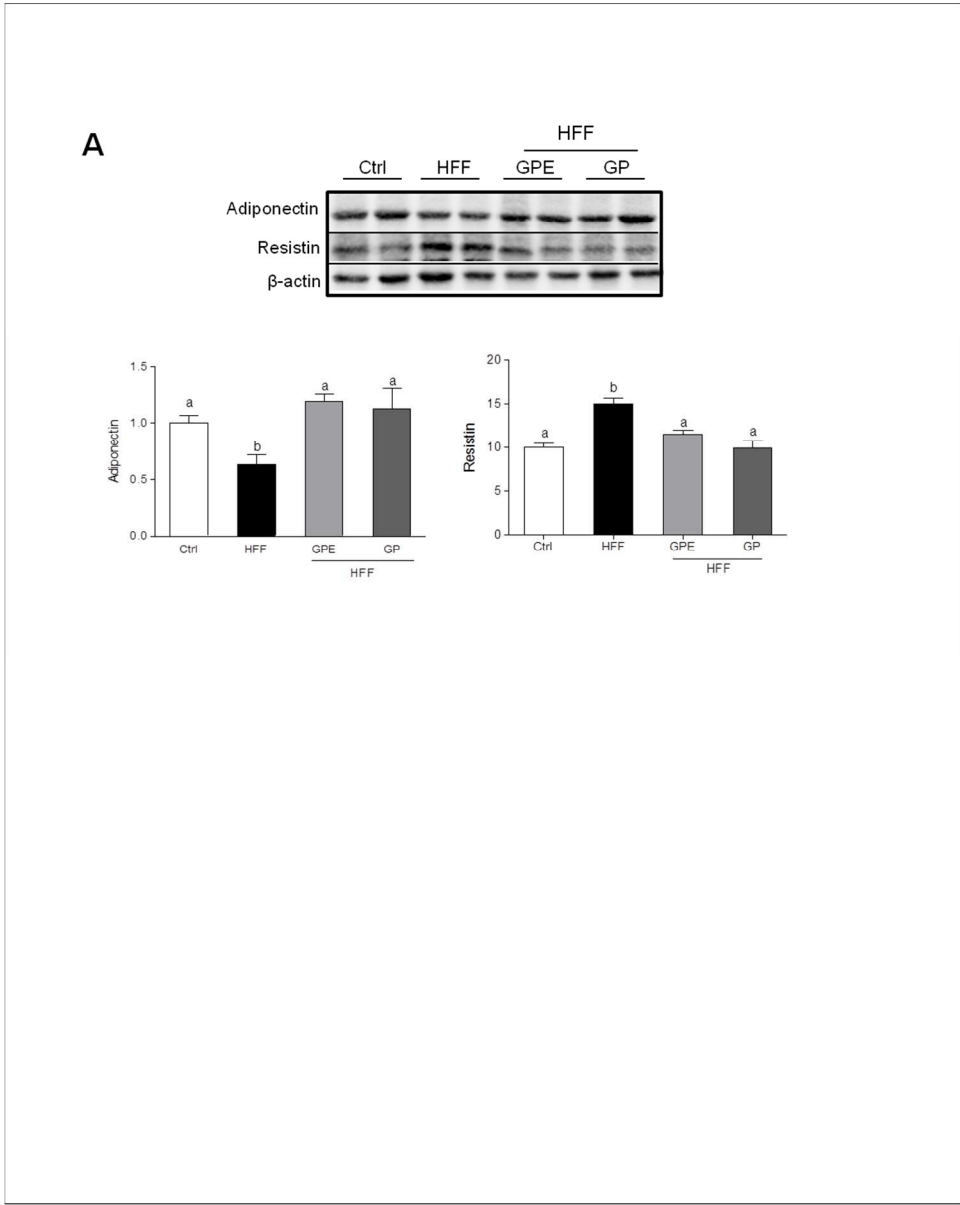 A
HFF
Ctrl HFF GPE GP
Adiponectin
Resistin
β-actin
Adiponectin
1.5
1.0
0.5
0.0
a
b
a
a
Ctrl HFF GPE GP
HFF
Resistin
20
15
10
5
0
a
b
a
a
Ctrl HFF GPE GP
HFF